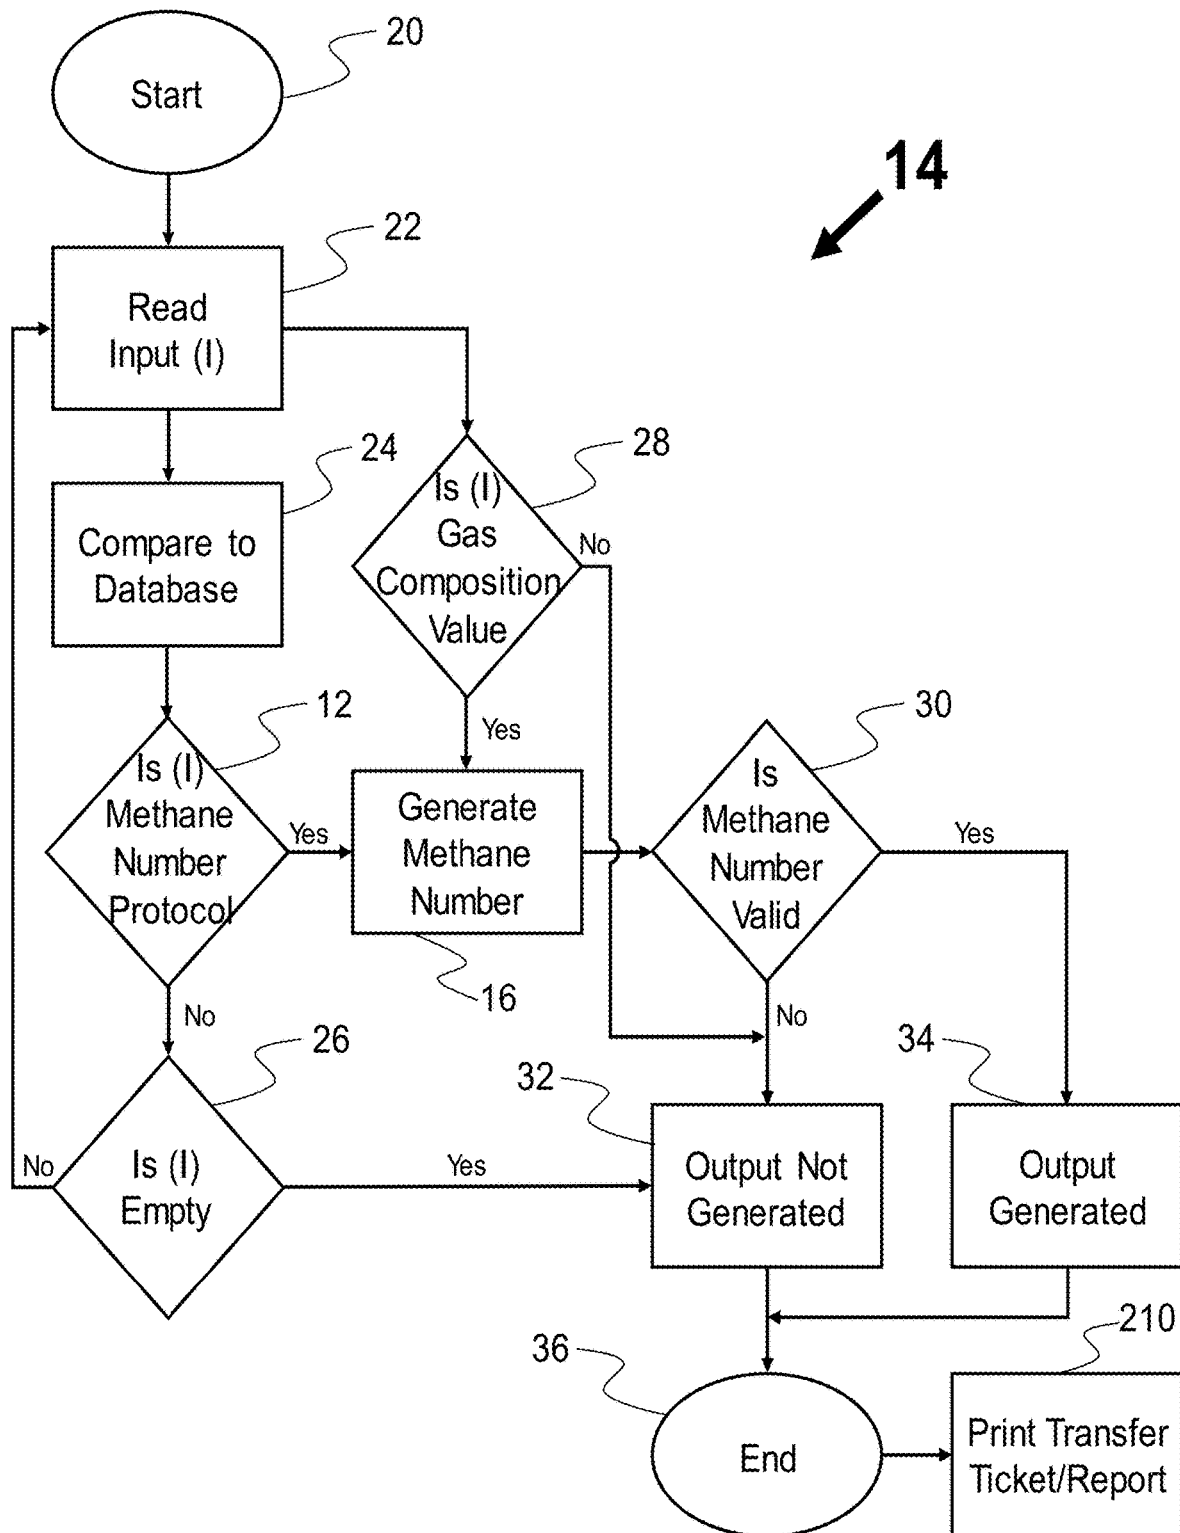 20
Start
14
22
Read
Input (I)
24
Compare to
Database
28
Is (I)
Gas
Composition
Value
No
Yes
12
Is (I)
Methane
Number
Protocol
Yes
No
Generate
Methane
Number
16
30
Is
Methane
Number
Valid
Yes
No
26
Is (I)
Empty
No
Yes
32
Output Not
Generated
34
Output
Generated
36
End
210
Print Transfer
Ticket/Report